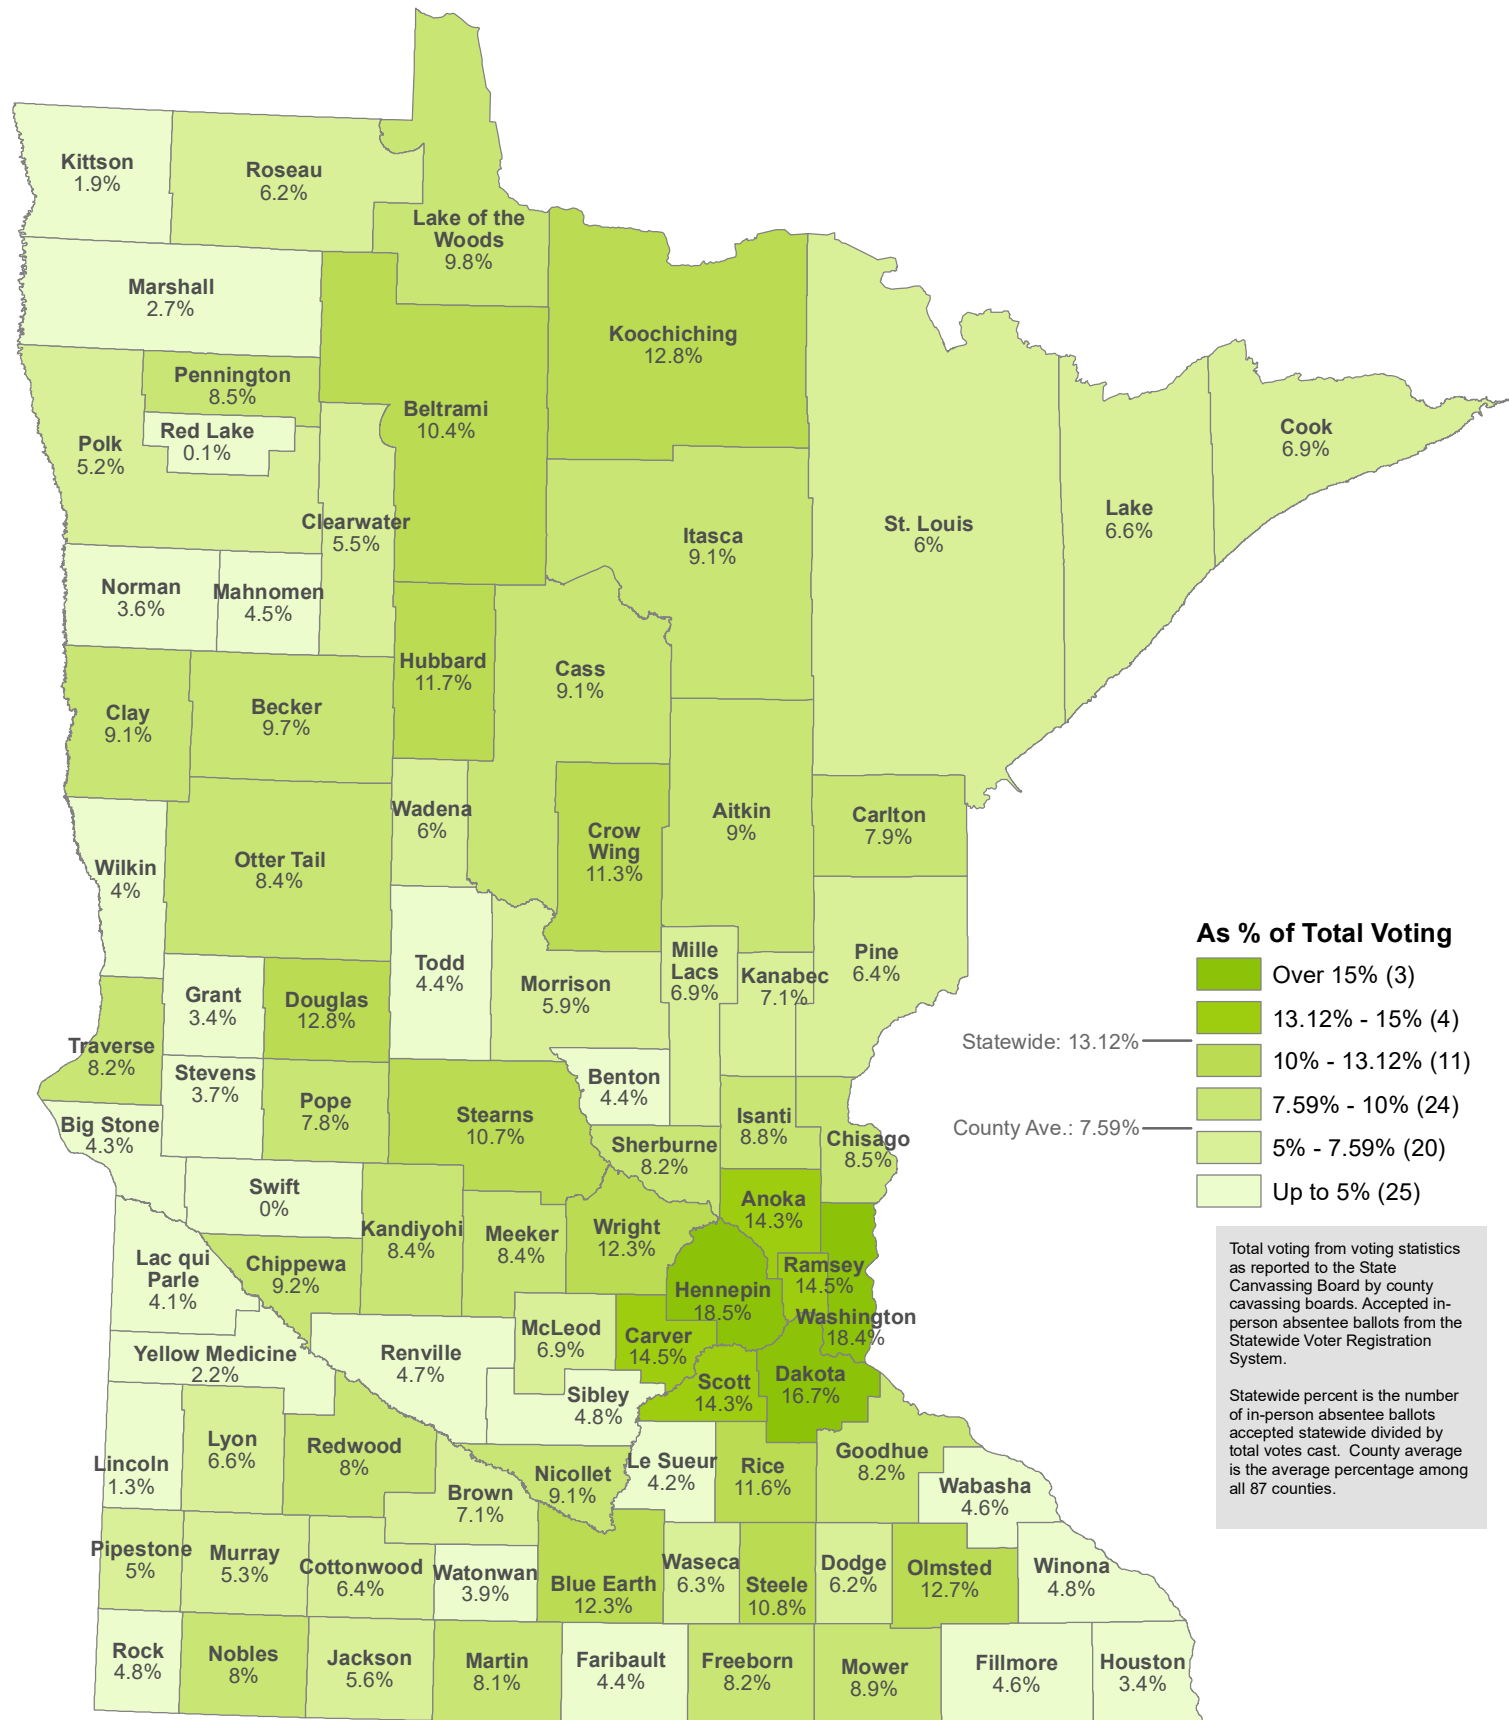 Kittson
1.9%
Roseau
6.2%
Lake of the
Woods
9.8%
Marshall
2.7%
Koochiching
12.8%
Pennington
8.5%
Beltrami
10.4%
Red Lake
0.1%
Polk
5.2%
Cook
6.9%
Clearwater
5.5%
Itasca
9.1%
St. Louis
6%
Lake
6.6%
Norman
3.6%
Mahnomen
4.5%
Hubbard
11.7%
Cass
9.1%
Clay
9.1%
Becker
9.7%
Wadena
6%
Crow
Wing
11.3%
Aitkin
9%
Carlton
7.9%
Wilkin
4%
Otter Tail
8.4%
Todd
4.4%
Morrison
5.9%
Mille
Lacs
6.9%
Kanabec
7.1%
Pine
6.4%
Grant
3.4%
Douglas
12.8%
Traverse
8.2%
Stevens
3.7%
Pope
7.8%
Stearns
10.7%
Benton
4.4%
Isanti
8.8%
Chisago
8.5%
Big Stone
4.3%
Sherburne
8.2%
Swift
0%
Kandiyohi
8.4%
Meeker
8.4%
Wright
12.3%
Anoka
14.3%
Lac qui
Parle
4.1%
Chippewa
9.2%
Hennepin
18.5%
Ramsey
14.5%
Washington
18.4%
McLeod
6.9%
Carver
14.5%
Yellow Medicine
2.2%
Renville
4.7%
Sibley
4.8%
Scott
14.3%
Dakota
16.7%
Lincoln
1.3%
Lyon
6.6%
Redwood
8%
Brown
7.1%
Nicollet
9.1%
Le Sueur
4.2%
Rice
11.6%
Goodhue
8.2%
Wabasha
4.6%
Pipestone
5%
Murray
5.3%
Cottonwood
6.4%
Watonwan
3.9%
Blue Earth
12.3%
Waseca
6.3%
Steele
10.8%
Dodge
6.2%
Olmsted
12.7%
Winona
4.8%
Rock
4.8%
Nobles
8%
Jackson
5.6%
Martin
8.1%
Faribault
4.4%
Freeborn
8.2%
Mower
8.9%
Fillmore
4.6%
Houston
3.4%
As % of Total Voting
Over 15% (3)
13.12% - 15% (4)
Statewide: 13.12%
10% - 13.12% (11)
7.59% - 10% (24)
County Ave.: 7.59%
5% - 7.59% (20)
Up to 5% (25)
Total voting from voting statistics
as reported to the State
Canvassing Board by county
cavassing boards. Accepted in-
person absentee ballots from the
Statewide Voter Registration
System.
Statewide percent is the number
of in-person absentee ballots
accepted statewide divided by
total votes cast.  County average
is the average percentage among
all 87 counties.